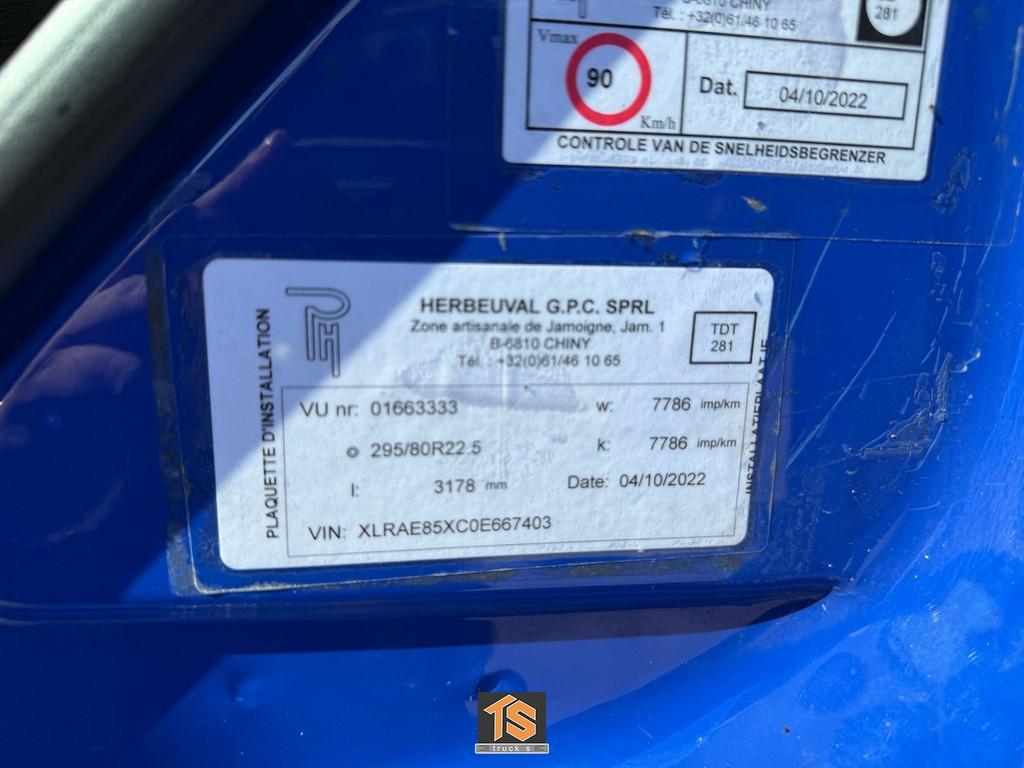 B-6810 CHINY
Tél. : +32(0)61/46 10 65
281
Vmax
90
Km/h
Dat. 04/10/2022
CONTROLE VAN DE SNELHEIDSBEGRENZER
PLAQUETTE D'INSTALLATION
HERBEUVAL G.P.C. SPRL
Zone artisanale de Jamoigne, Jam. 1
B-6810 CHINY
Tél. : +32(0)61/46 10 65
TDT
281
VU nr: 01663333
w: 7786 imp/km
295/80R22.5
k: 7786 imp/km
l: 3178 mm
Date: 04/10/2022
VIN: XLRAE85XC0E667403
INSTALLATIEPLAATJE
TS
trucks